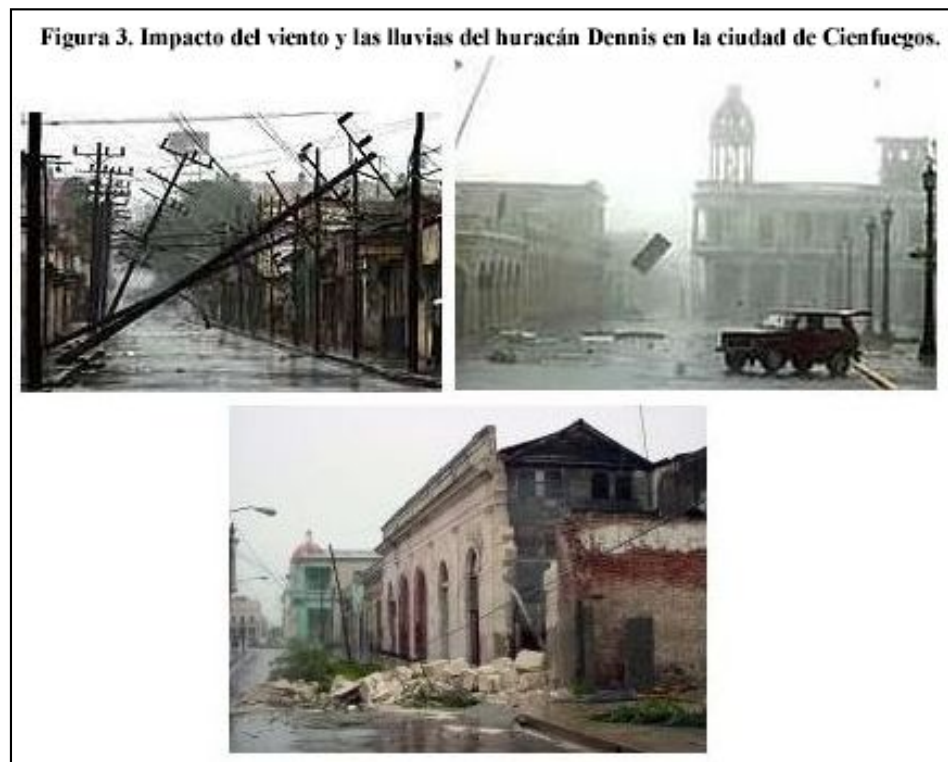 Figura 3. Impacto del viento y las lluvias del huracán Dennis en la ciudad de Cienfuegos.